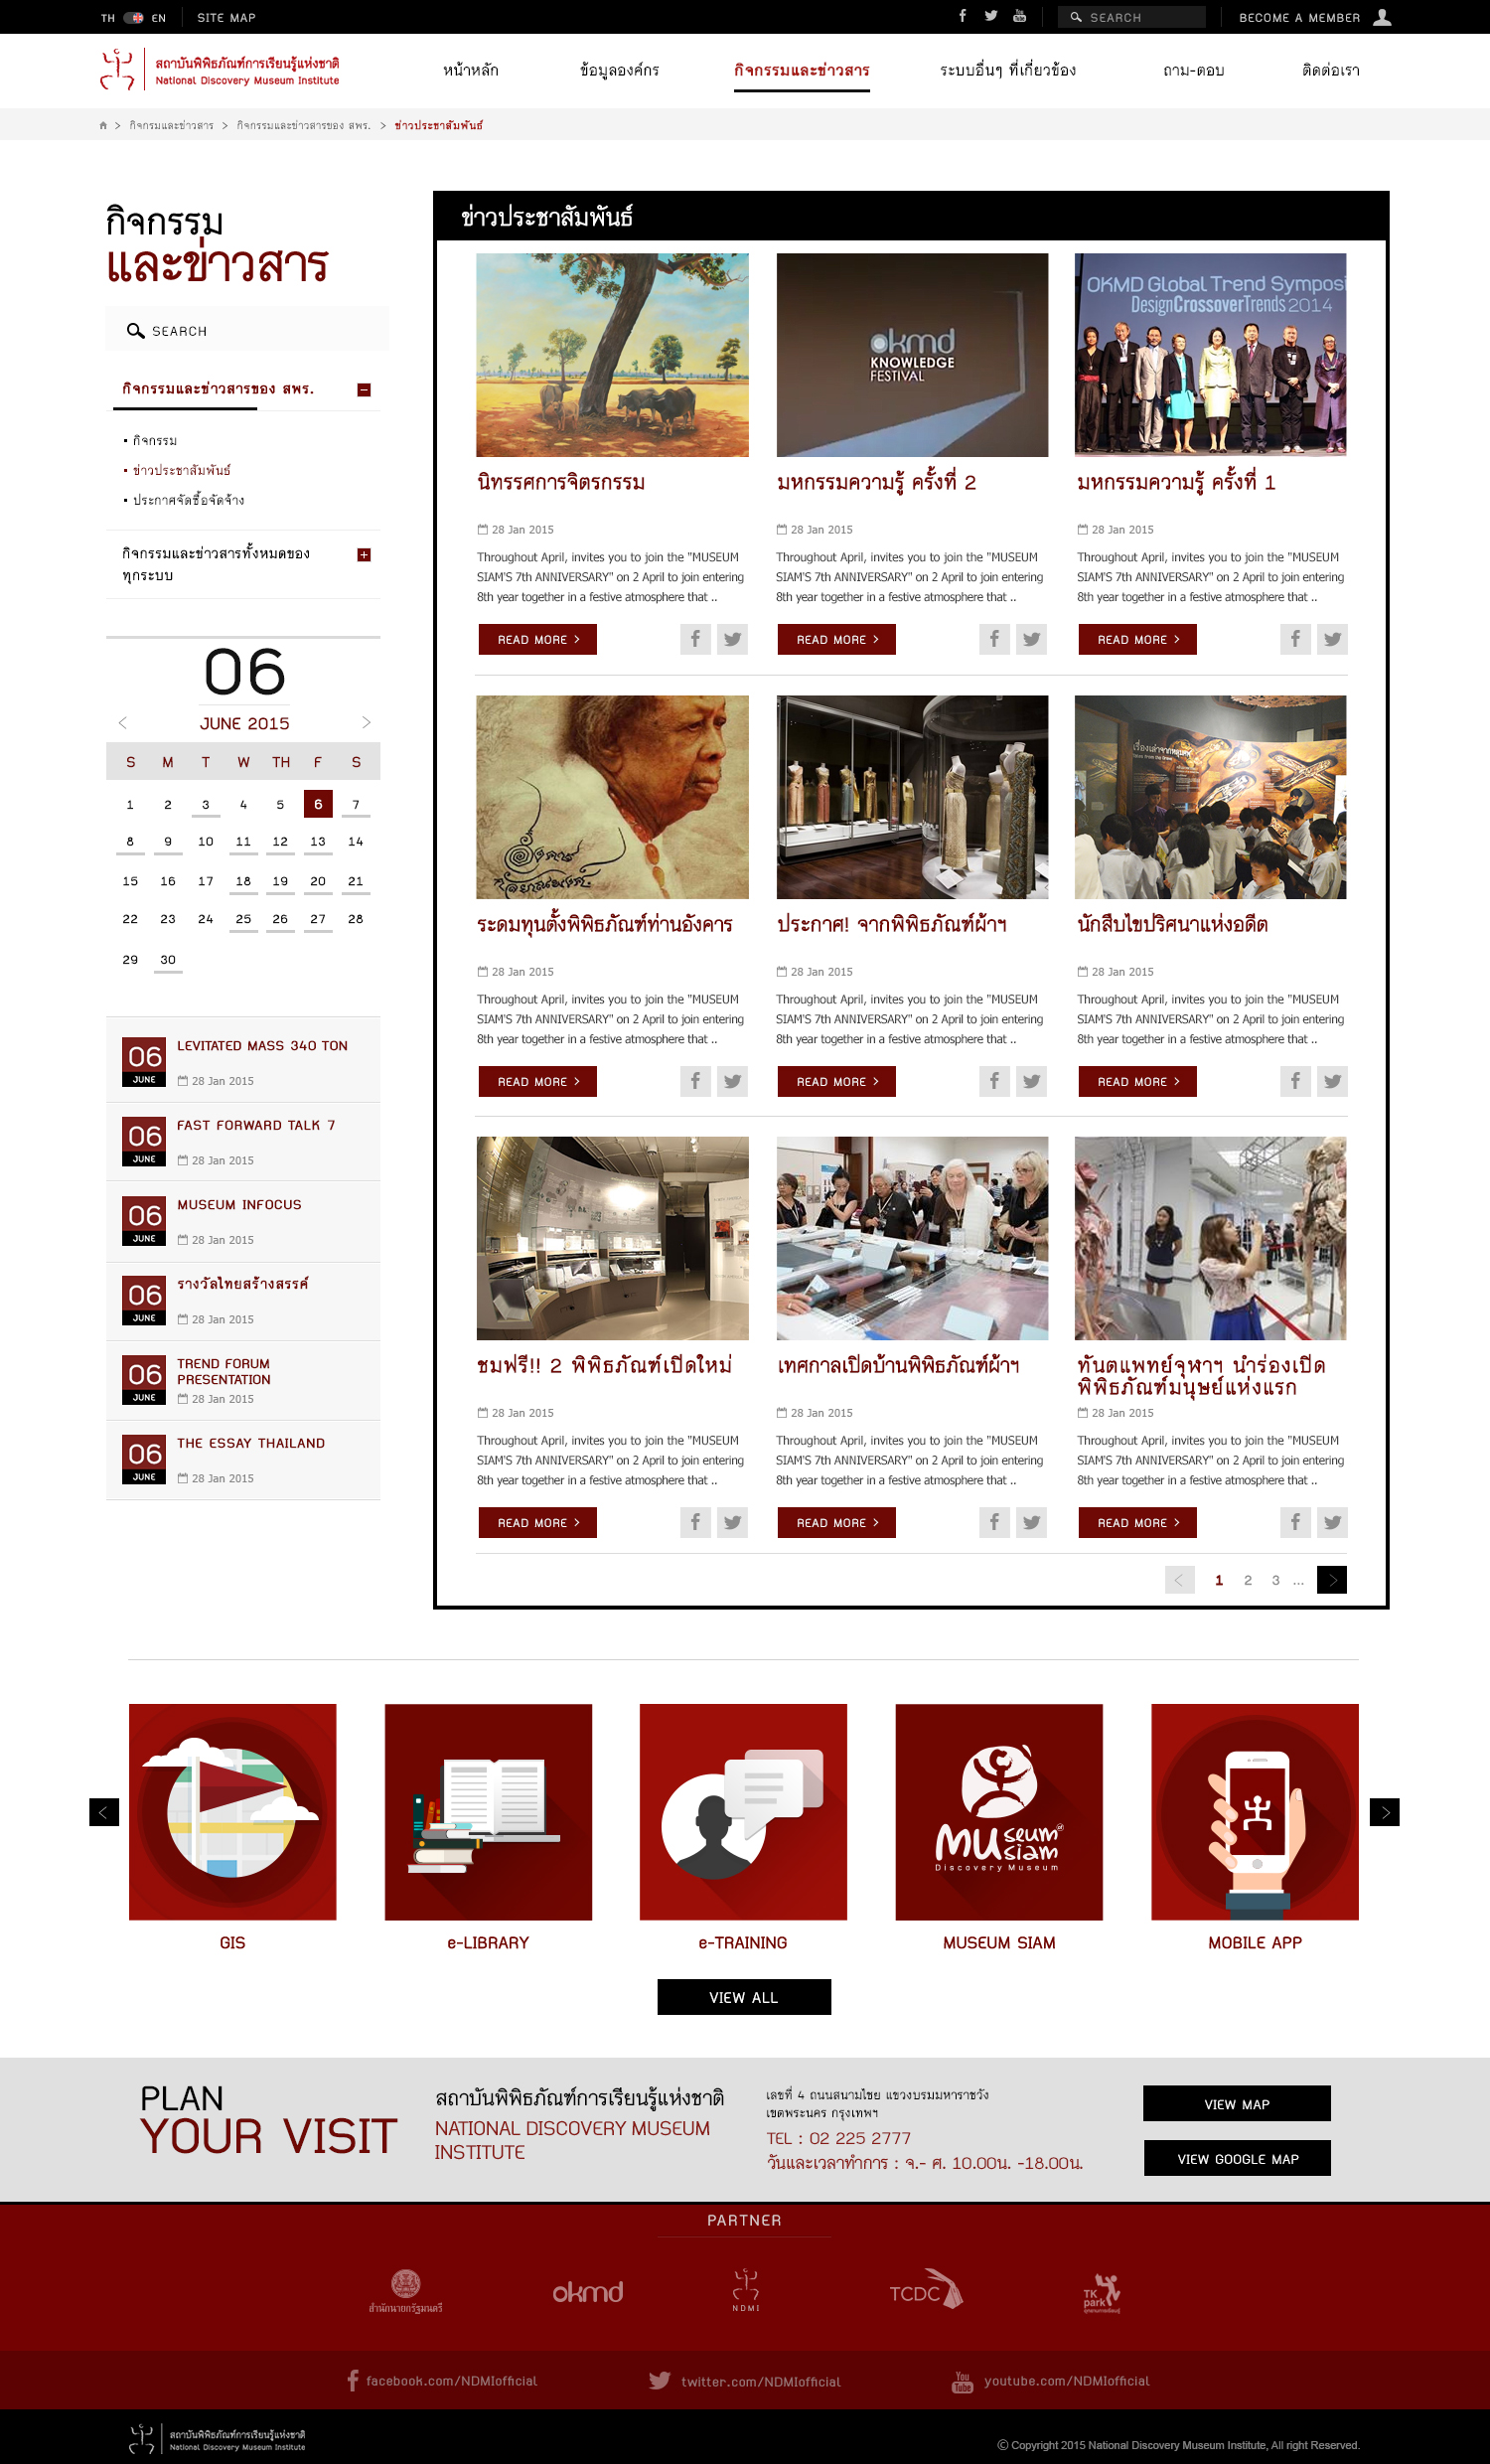 TH EN SITE MAP SEARCH BECOME A MEMBER
สถาบันพิพิธภัณฑ์การเรียนรู้แห่งชาติ
National Discovery Museum Institute
หน้าหลัก ข้อมูลองค์กร กิจกรรมและข่าวสาร ระบบอื่นๆ ที่เกี่ยวข้อง ถาม-ตอบ ติดต่อเรา
> กิจกรมและข่าวสาร > กิจกรรมและข่าวสารของ สพร. > ข่าวประชาสัมพันธ์
กิจกรรม
และข่าวสาร
SEARCH
กิจกรรมและข่าวสารของ สพร.
กิจกรรม
ข่าวประชาสัมพันธ์
ประกาศจัดซื้อจัดจ้าง
กิจกรรมและข่าวสารทั้งหมดของ
ทุกระบบ
06
JUNE 2015
S M T W TH F S
1 2 3 4 5 6 7
8 9 10 11 12 13 14
15 16 17 18 19 20 21
22 23 24 25 26 27 28
29 30
06 JUNE
LEVITATED MASS 340 TON
28 Jan 2015
06 JUNE
FAST FORWARD TALK 7
28 Jan 2015
06 JUNE
MUSEUM INFOCUS
28 Jan 2015
06 JUNE
รางวัลไทยสร้างสรรค์
28 Jan 2015
06 JUNE
TREND FORUM
PRESENTATION
28 Jan 2015
06 JUNE
THE ESSAY THAILAND
28 Jan 2015
ข่าวประชาสัมพันธ์
okmd
KNOWLEDGE
FESTIVAL
OKMD Global Trend Symposi
DesignCrossoverTrends2014
นิทรรศการจิตรกรรม
28 Jan 2015
Throughout April, invites you to join the "MUSEUM
SIAM'S 7th ANNIVERSARY" on 2 April to join entering
8th year together in a festive atmosphere that ..
READ MORE
มหกรรมความรู้ ครั้งที่ 2
28 Jan 2015
Throughout April, invites you to join the "MUSEUM
SIAM'S 7th ANNIVERSARY" on 2 April to join entering
8th year together in a festive atmosphere that ..
READ MORE
มหกรรมความรู้ ครั้งที่ 1
28 Jan 2015
Throughout April, invites you to join the "MUSEUM
SIAM'S 7th ANNIVERSARY" on 2 April to join entering
8th year together in a festive atmosphere that ..
READ MORE
ระดมทุนตั้งพิพิธภัณฑ์ท่านอังคาร
28 Jan 2015
Throughout April, invites you to join the "MUSEUM
SIAM'S 7th ANNIVERSARY" on 2 April to join entering
8th year together in a festive atmosphere that ..
READ MORE
ประกาศ! จากพิพิธภัณฑ์ผ้าฯ
28 Jan 2015
Throughout April, invites you to join the "MUSEUM
SIAM'S 7th ANNIVERSARY" on 2 April to join entering
8th year together in a festive atmosphere that ..
READ MORE
เรื่องเล่าจากหลุมศพ
นักสืบไขปริศนาแห่งอดีต
28 Jan 2015
Throughout April, invites you to join the "MUSEUM
SIAM'S 7th ANNIVERSARY" on 2 April to join entering
8th year together in a festive atmosphere that ..
READ MORE
ชมฟรี!! 2 พิพิธภัณฑ์เปิดใหม่
28 Jan 2015
Throughout April, invites you to join the "MUSEUM
SIAM'S 7th ANNIVERSARY" on 2 April to join entering
8th year together in a festive atmosphere that ..
READ MORE
เทศกาลเปิดบ้านพิพิธภัณฑ์ผ้าฯ
28 Jan 2015
Throughout April, invites you to join the "MUSEUM
SIAM'S 7th ANNIVERSARY" on 2 April to join entering
8th year together in a festive atmosphere that ..
READ MORE
ทันตแพทย์จุฬาฯ นำร่องเปิด
พิพิธภัณฑ์มนุษย์แห่งแรก
28 Jan 2015
Throughout April, invites you to join the "MUSEUM
SIAM'S 7th ANNIVERSARY" on 2 April to join entering
8th year together in a festive atmosphere that ..
READ MORE
1 2 3 ...
Museum Siam
Discovery Museum
GIS e-LIBRARY e-TRAINING MUSEUM SIAM MOBILE APP
VIEW ALL
PLAN
YOUR VISIT
สถาบันพิพิธภัณฑ์การเรียนรู้แห่งชาติ
NATIONAL DISCOVERY MUSEUM
INSTITUTE
เลขที่ 4 ถนนสนามไชย แขวงบรมมหาราชวัง
เขตพระนคร กรุงเทพฯ
TEL : 02 225 2777
วันและเวลาทำการ : จ.- ศ. 10.00น. -18.00น.
VIEW MAP
VIEW GOOGLE MAP
PARTNER
สำนักนายกรัฐมนตรี
okmd
NDMI
TCDC
TK
park
facebook.com/NDMIofficial
twitter.com/NDMIofficial
You
Tube
youtube.com/NDMIofficial
สถาบันพิพิธภัณฑ์การเรียนรู้แห่งชาติ
National Discovery Museum Institute
© Copyright 2015 National Discovery Museum Institute, All right Reserved.